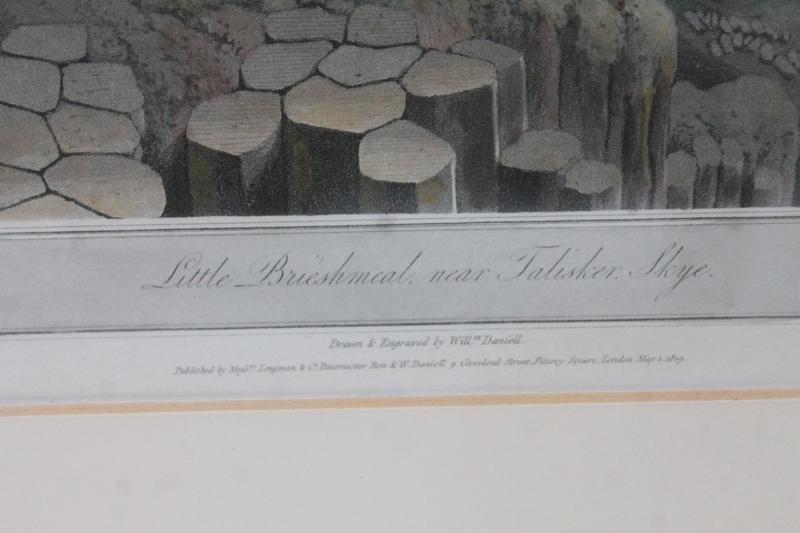 Little Brieshmeal, near Talisker, Skye.
Drawn & Engraved by Willm. Daniell.
Published by Messrs. Longman & Co. Paternoster Row & W. Daniell 9 Cleveland Street, Fitzroy Square, London May 1, 1819.